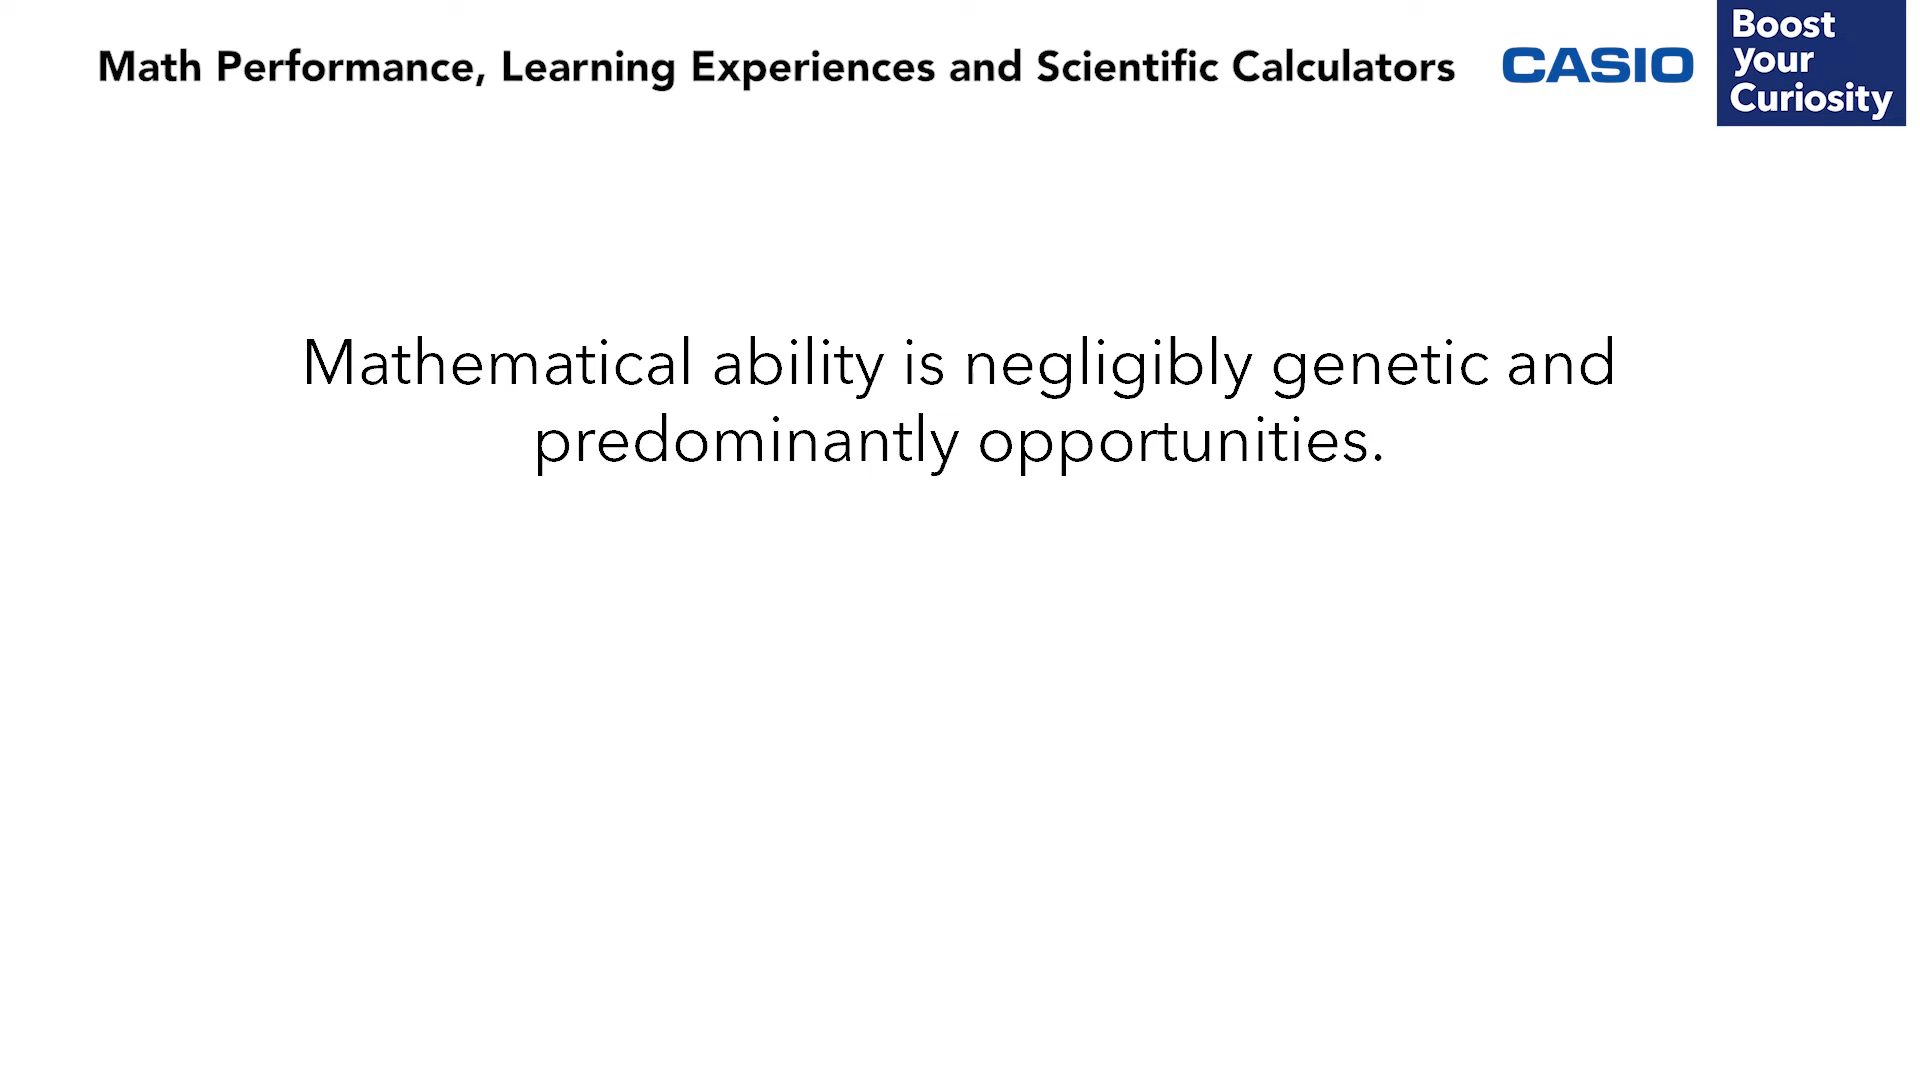 Math Performance, Learning Experiences and Scientific Calculators
CASIO
Boost
Your
Curiosity
Mathematical ability is negligibly genetic and
predominantly opportunities.